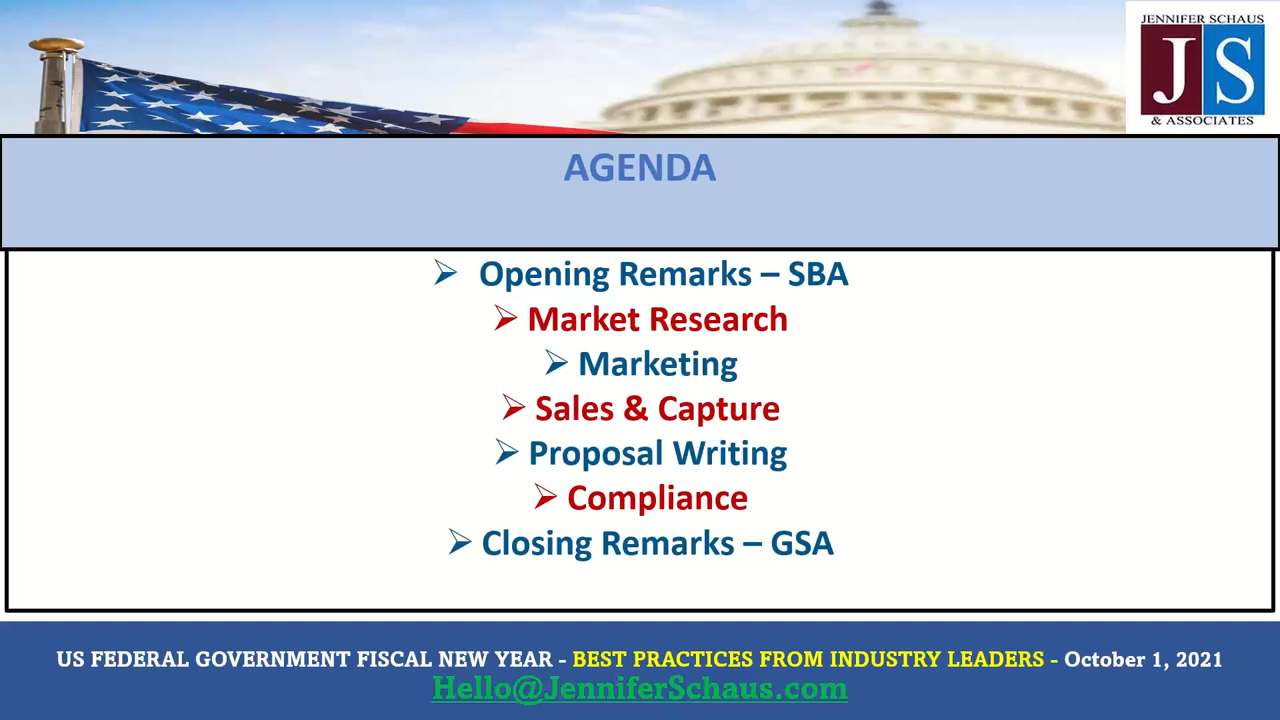 JENNIFER SCHAUS
JS
& ASSOCIATES
AGENDA
➢ Opening Remarks – SBA
➢ Market Research
➢ Marketing
➢ Sales & Capture
➢ Proposal Writing
➢ Compliance
➢ Closing Remarks – GSA
US FEDERAL GOVERNMENT FISCAL NEW YEAR - BEST PRACTICES FROM INDUSTRY LEADERS - October 1, 2021
Hello@JenniferSchaus.com